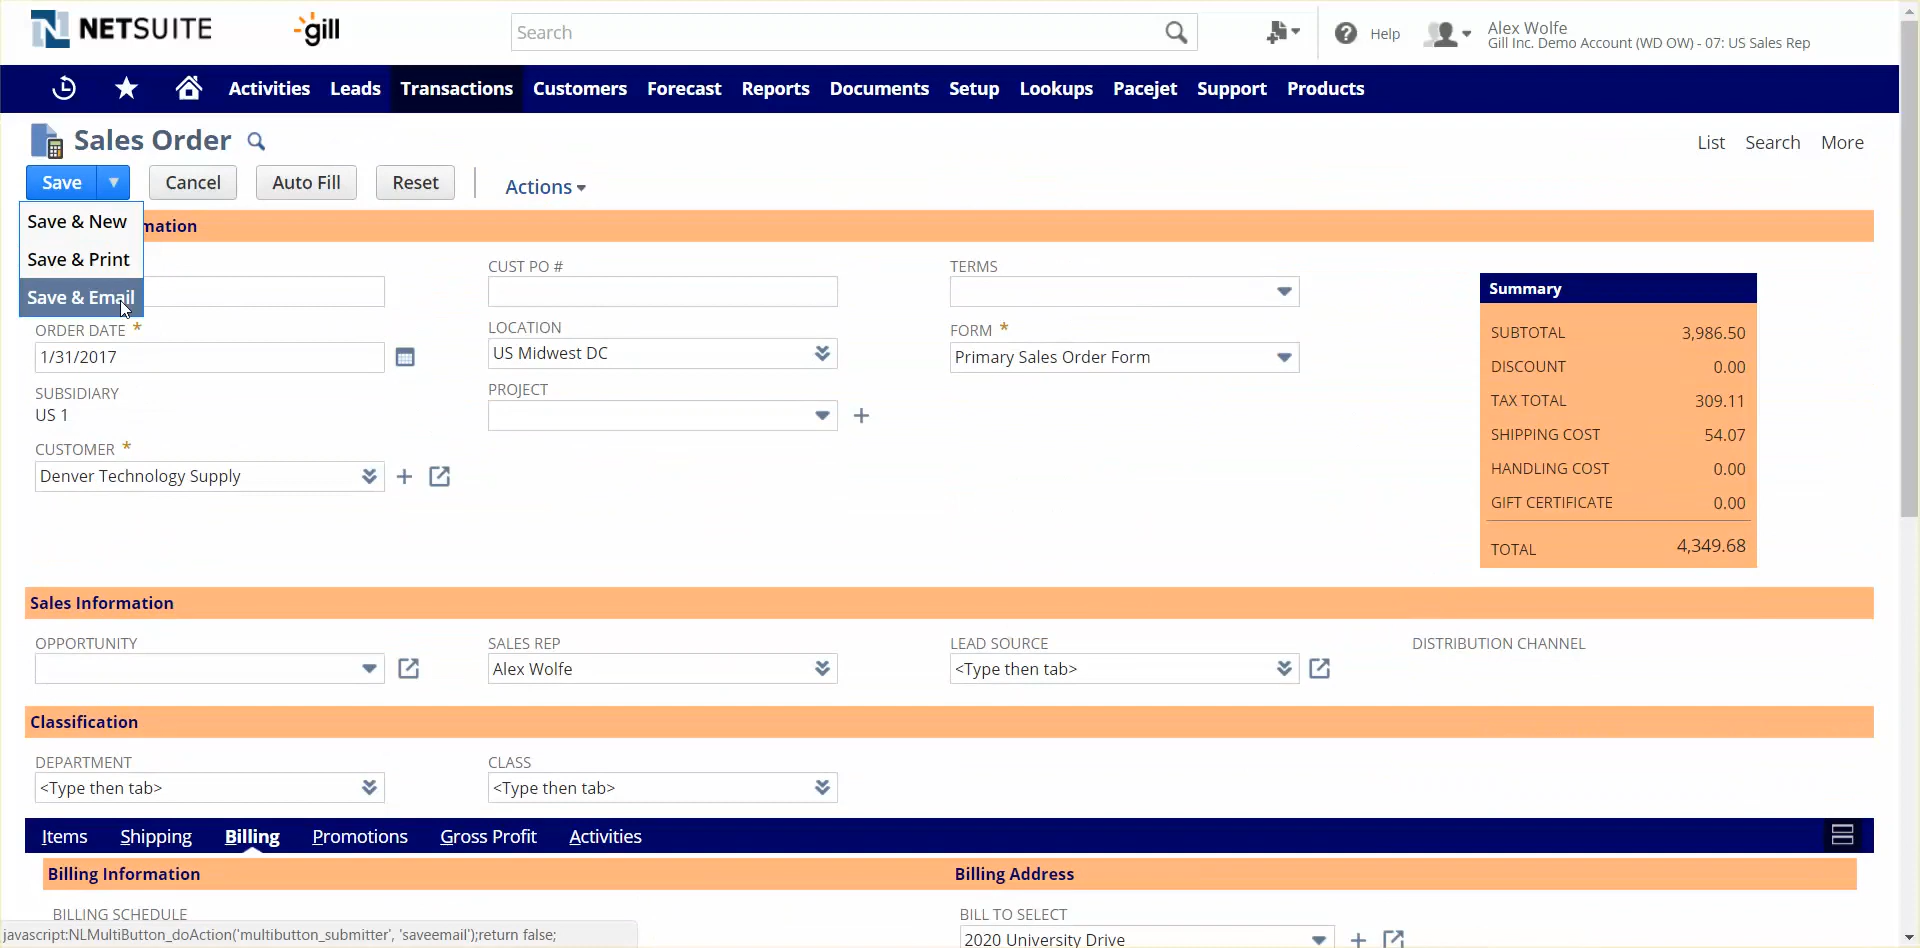 NETSUITE
gill
Search
Help
Alex Wolfe
Gill Inc. Demo Account (WD OW) - 07: US Sales Rep
Activities Leads Transactions Customers Forecast Reports Documents Setup Lookups Pacejet Support Products
Sales Order
List Search More
Save Cancel Auto Fill Reset Actions
Save & New
Save & Print
Save & Email
mation
CUST PO #
TERMS
ORDER DATE *
1/31/2017
LOCATION
US Midwest DC
FORM *
Primary Sales Order Form
SUBSIDIARY
US 1
PROJECT
CUSTOMER *
Denver Technology Supply
Summary
SUBTOTAL 3,986.50
DISCOUNT 0.00
TAX TOTAL 309.11
SHIPPING COST 54.07
HANDLING COST 0.00
GIFT CERTIFICATE 0.00
TOTAL 4,349.68
Sales Information
OPPORTUNITY
SALES REP
Alex Wolfe
LEAD SOURCE
<Type then tab>
DISTRIBUTION CHANNEL
Classification
DEPARTMENT
<Type then tab>
CLASS
<Type then tab>
Items Shipping Billing Promotions Gross Profit Activities
Billing Information
Billing Address
BILLING SCHEDULE
BILL TO SELECT
2020 University Drive
javascript:NLMultiButton_doAction('multibutton_submitter', 'saveemail');return false;